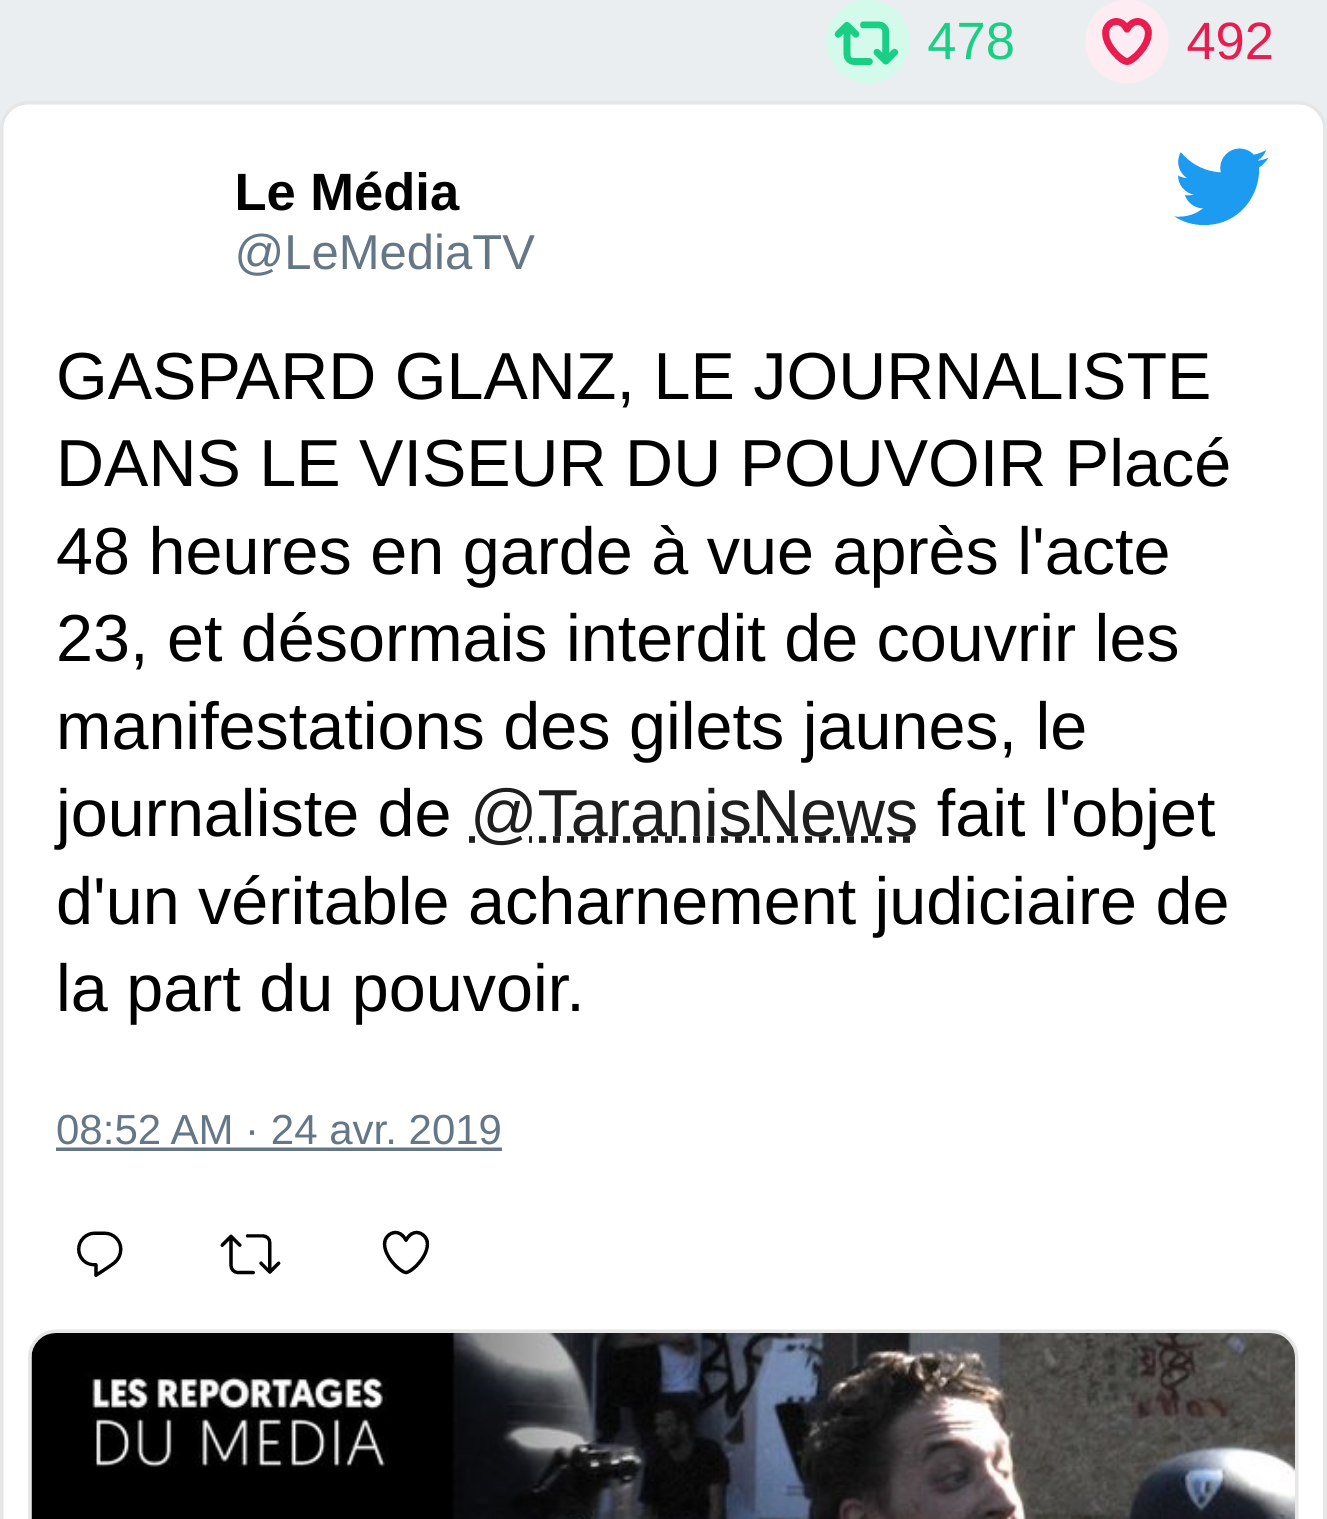 478 492
Le Média
@LeMediaTV
GASPARD GLANZ, LE JOURNALISTE
DANS LE VISEUR DU POUVOIR Placé
48 heures en garde à vue après l'acte
23, et désormais interdit de couvrir les
manifestations des gilets jaunes, le
journaliste de @TaranisNews fait l'objet
d'un véritable acharnement judiciaire de
la part du pouvoir.
08:52 AM · 24 avr. 2019
LES REPORTAGES
DU MEDIA